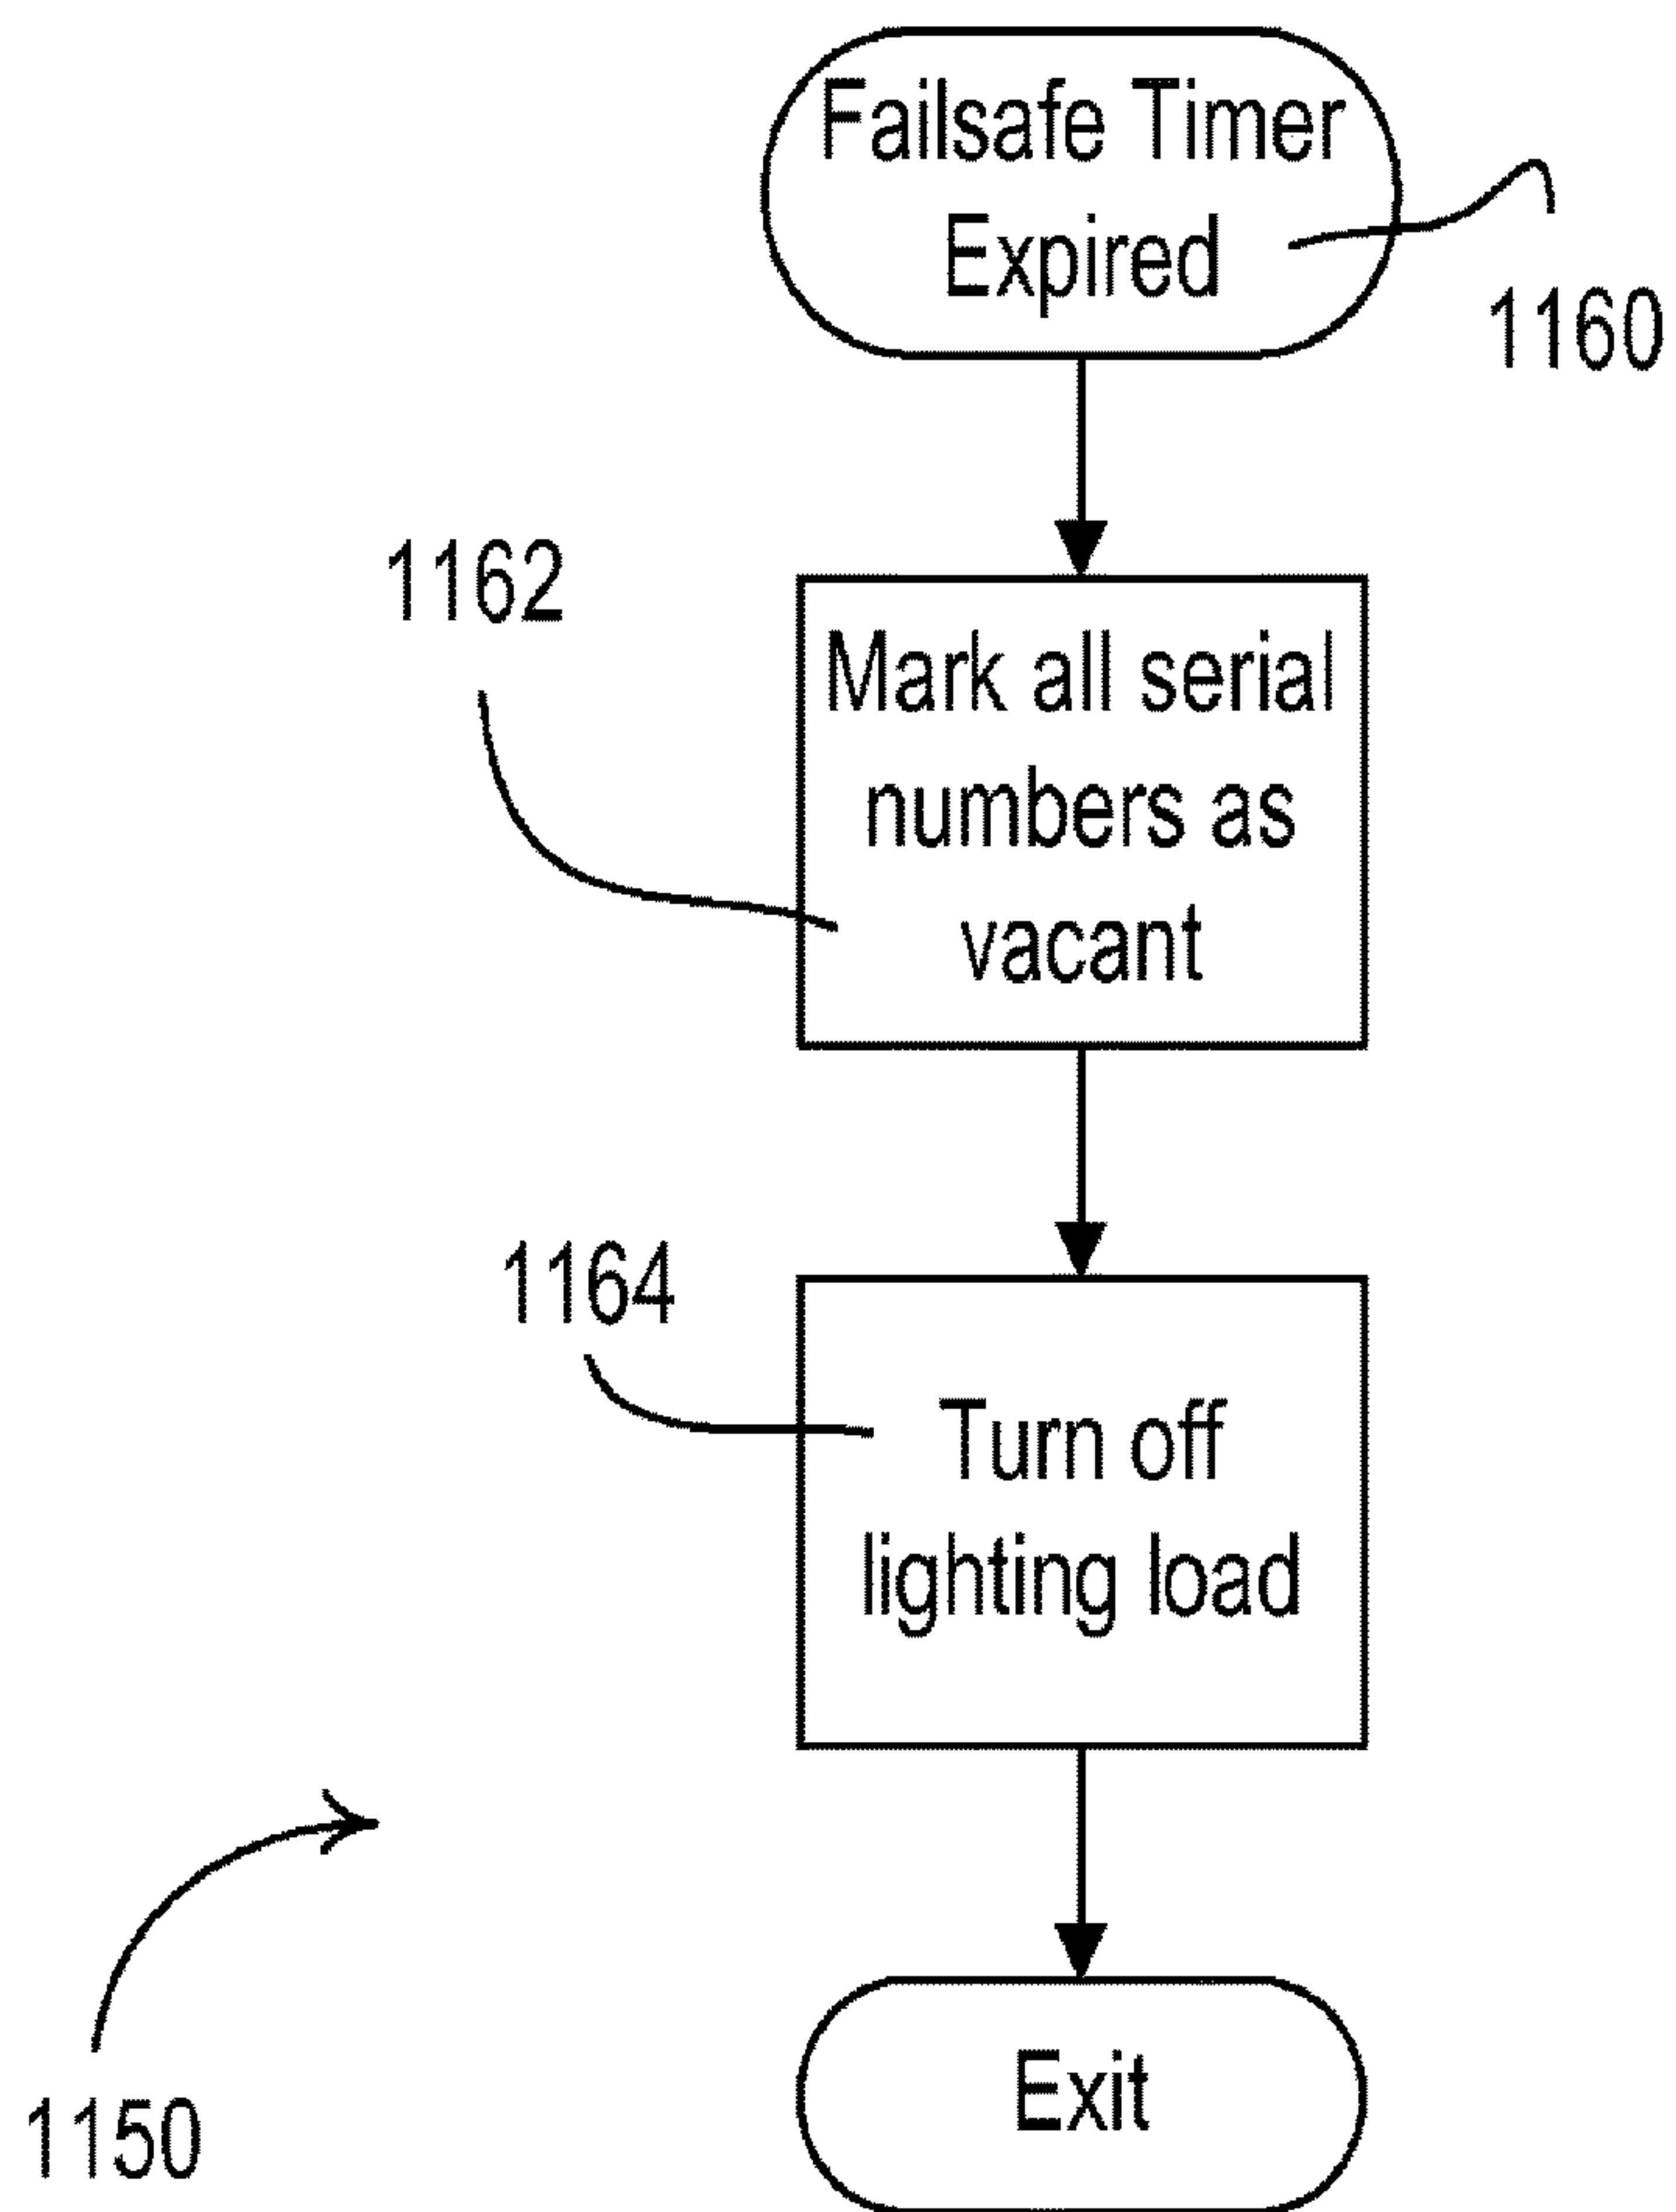 Failsafe Timer
Expired
1160
1162
Mark all serial
numbers as
vacant
1164
Turn off
lighting load
1150
Exit